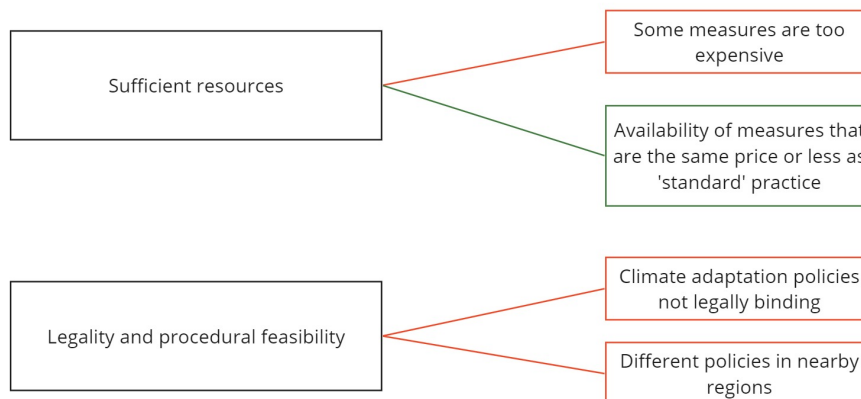 Sufficient resources
Some measures are too
expensive
Availability of measures that
are the same price or less as
'standard' practice
Legality and procedural feasibility
Climate adaptation policies
not legally binding
Different policies in nearby
regions